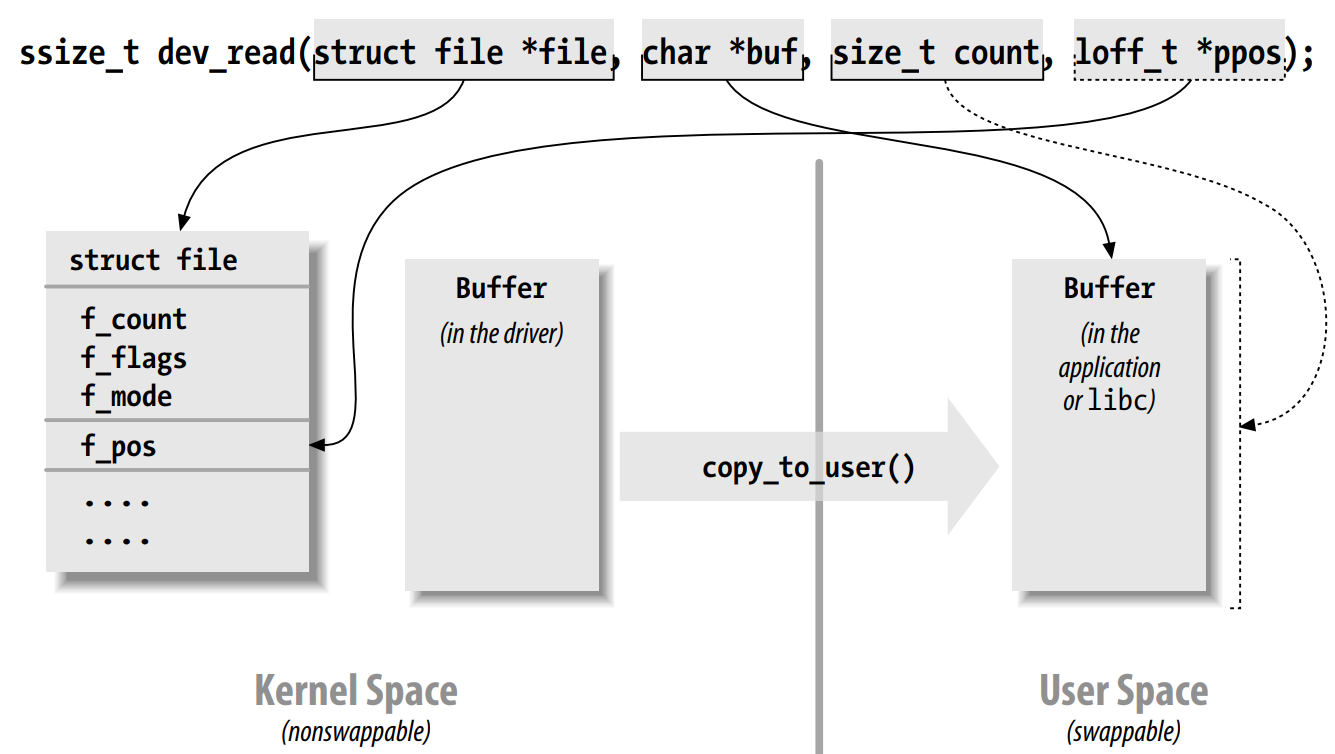 ssize_t dev_read(struct file *file, char *buf, size_t count, loff_t *ppos);
struct file
f_count
f_flags
f_mode
f_pos
....
....
Buffer
(in the driver)
copy_to_user()
Buffer
(in the
application
or libc)
Kernel Space
(nonswappable)
User Space
(swappable)